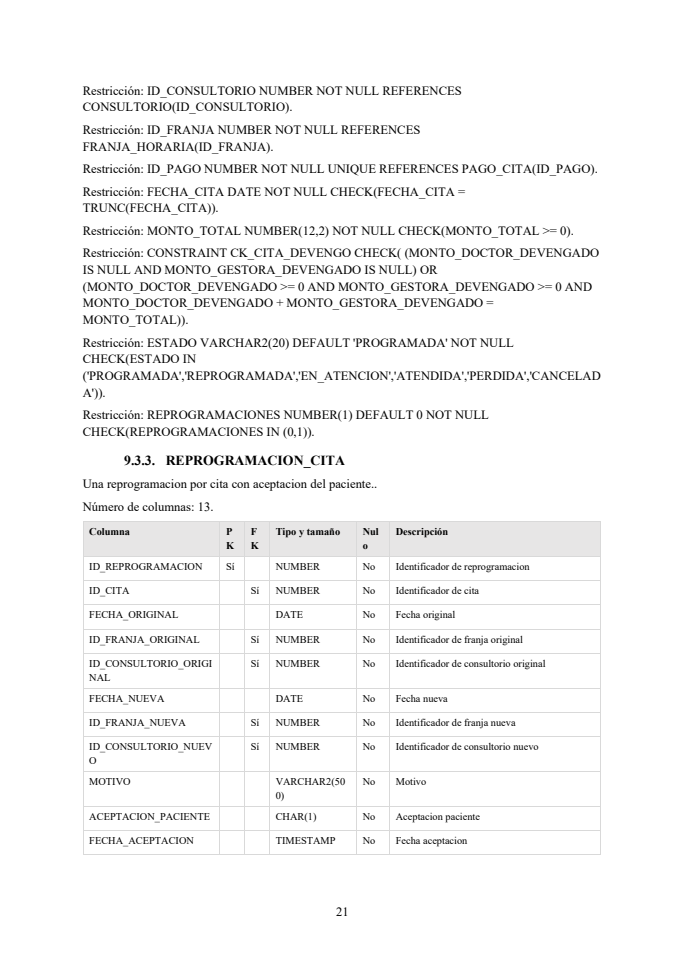 Restricción: ID_CONSULTORIO NUMBER NOT NULL REFERENCES
CONSULTORIO(ID_CONSULTORIO).
Restricción: ID_FRANJA NUMBER NOT NULL REFERENCES
FRANJA_HORARIA(ID_FRANJA).
Restricción: ID_PAGO NUMBER NOT NULL UNIQUE REFERENCES PAGO_CITA(ID_PAGO).
Restricción: FECHA_CITA DATE NOT NULL CHECK(FECHA_CITA =
TRUNC(FECHA_CITA)).
Restricción: MONTO_TOTAL NUMBER(12,2) NOT NULL CHECK(MONTO_TOTAL >= 0).
Restricción: CONSTRAINT CK_CITA_DEVENGO CHECK( (MONTO_DOCTOR_DEVENGADO
IS NULL AND MONTO_GESTORA_DEVENGADO IS NULL) OR
(MONTO_DOCTOR_DEVENGADO >= 0 AND MONTO_GESTORA_DEVENGADO >= 0 AND
MONTO_DOCTOR_DEVENGADO + MONTO_GESTORA_DEVENGADO =
MONTO_TOTAL)).
Restricción: ESTADO VARCHAR2(20) DEFAULT 'PROGRAMADA' NOT NULL
CHECK(ESTADO IN
('PROGRAMADA','REPROGRAMADA','EN_ATENCION','ATENDIDA','PERDIDA','CANCELAD
A')).
Restricción: REPROGRAMACIONES NUMBER(1) DEFAULT 0 NOT NULL
CHECK(REPROGRAMACIONES IN (0,1)).
9.3.3. REPROGRAMACION_CITA
Una reprogramacion por cita con aceptacion del paciente..
Número de columnas: 13.
Columna P F Tipo y tamaño Nul Descripción
K K o
ID_REPROGRAMACION Sí NUMBER No Identificador de reprogramacion
ID_CITA Sí NUMBER No Identificador de cita
FECHA_ORIGINAL DATE No Fecha original
ID_FRANJA_ORIGINAL Sí NUMBER No Identificador de franja original
ID_CONSULTORIO_ORIGI Sí NUMBER No Identificador de consultorio original
NAL
FECHA_NUEVA DATE No Fecha nueva
ID_FRANJA_NUEVA Sí NUMBER No Identificador de franja nueva
ID_CONSULTORIO_NUEV Sí NUMBER No Identificador de consultorio nuevo
O
MOTIVO VARCHAR2(50 No Motivo
0)
ACEPTACION_PACIENTE CHAR(1) No Aceptacion paciente
FECHA_ACEPTACION TIMESTAMP No Fecha aceptacion
21